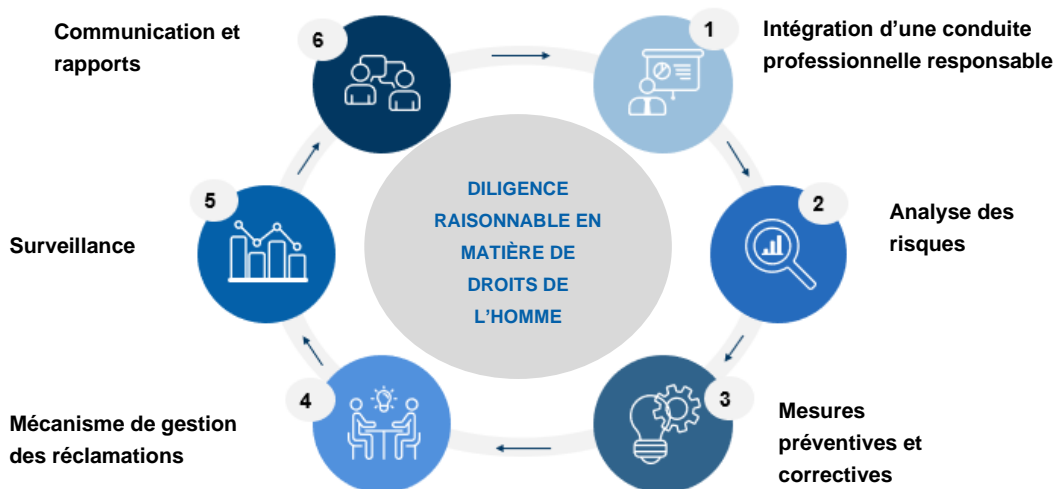 1
Intégration d’une conduite
professionnelle responsable
2
Analyse des
risques
3
Mesures
préventives et
correctives
4
Mécanisme de gestion
des réclamations
5
Surveillance
6
Communication et
rapports
DILIGENCE
RAISONNABLE EN
MATIÈRE DE
DROITS DE
L’HOMME